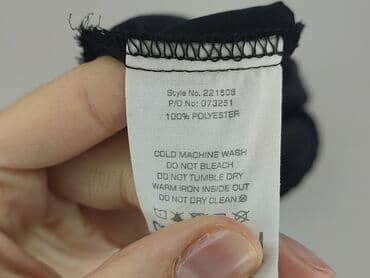 Style No. 221508
P/D No: 073251
100% POLYESTER
COLD MACHINE WASH
DO NOT BLEACH
DO NOT TUMBLE DRY
WARM IRON INSIDE OUT
DO NOT DRY CLEAN